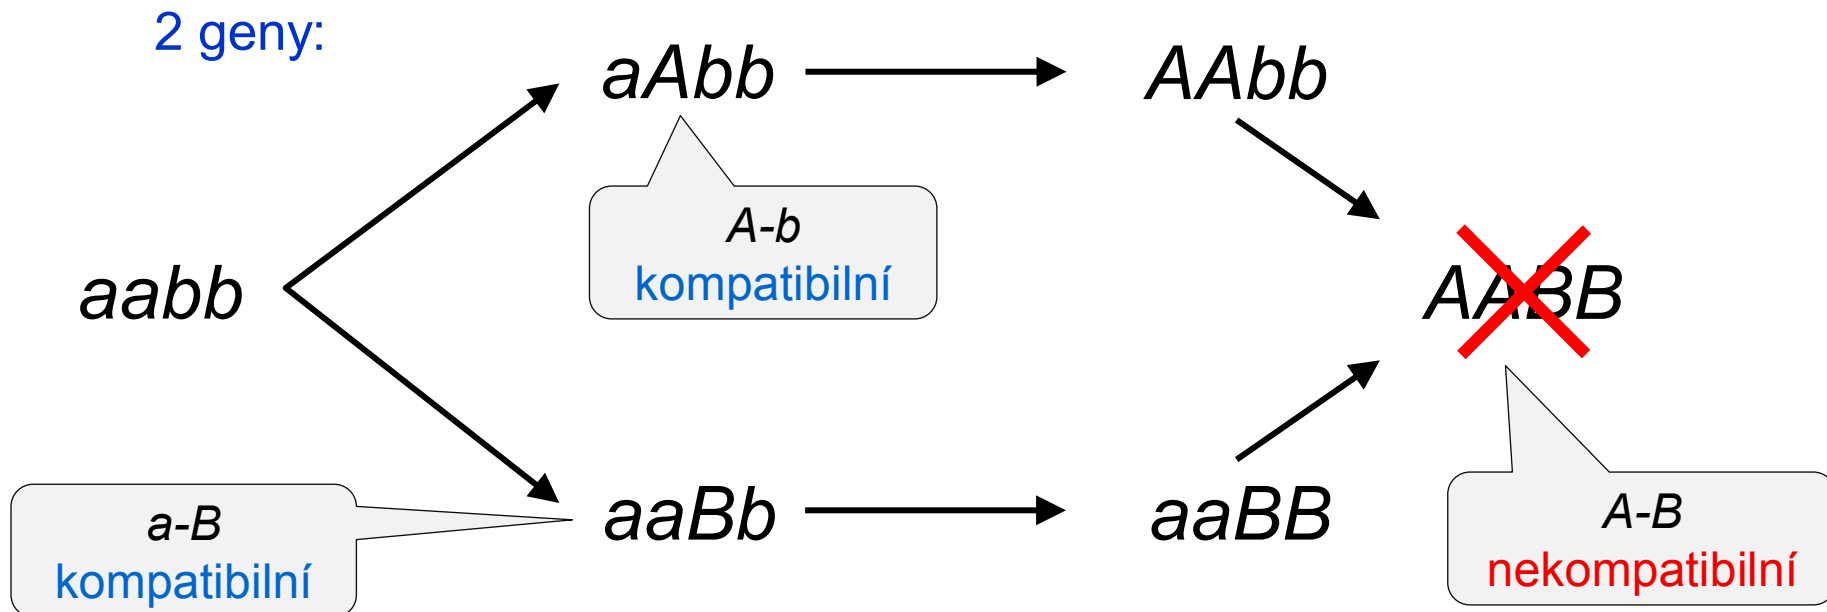 2 geny:
aAbb
AAbb
A-b
kompatibilní
aabb
AABB
a-B
kompatibilní
aaBb
aaBB
A-B
nekompatibilní